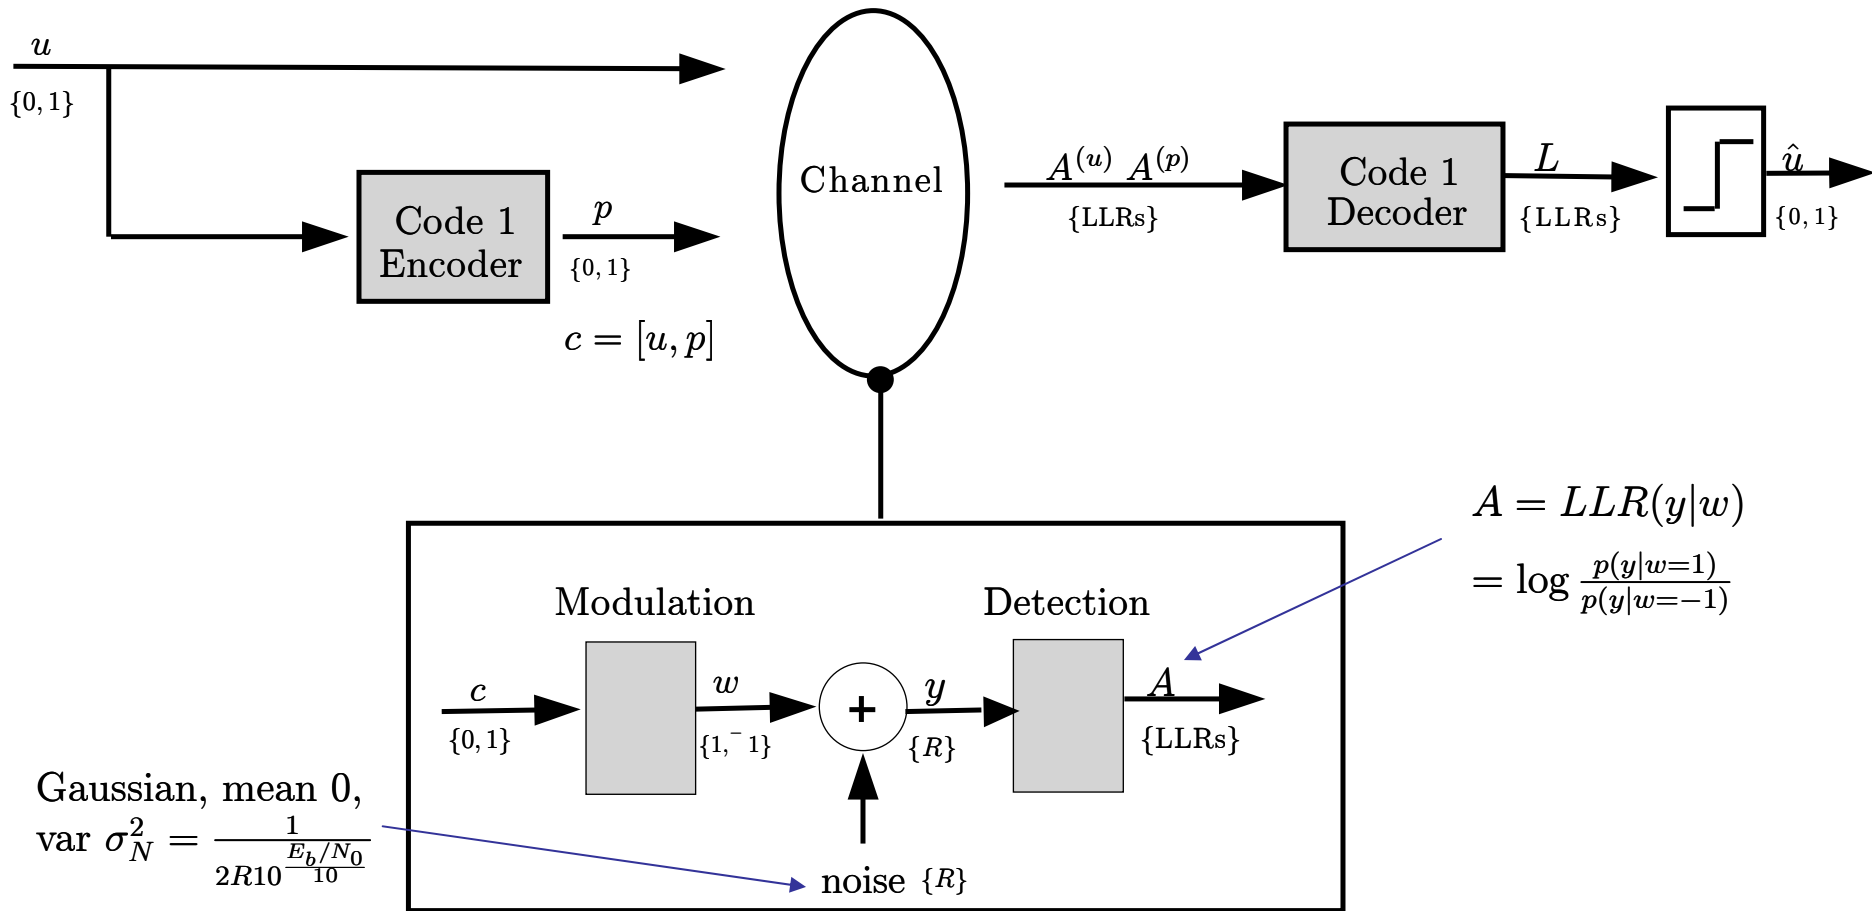 u
{0, 1}
Code 1
Encoder
p
{0, 1}
c = [u, p]
Channel
A^(u) A^(p)
{LLRs}
Code 1
Decoder
L
{LLRs}
û
{0, 1}
A = LLR(y|w)
= log p(y|w=1) / p(y|w=−1)
Modulation
Detection
c
{0, 1}
w
{1,⁻ 1}
+
y
{R}
A
{LLRs}
noise {R}
Gaussian, mean 0,
var σ_N^2 = 1 / 2R10^(E_b/N_0 / 10)